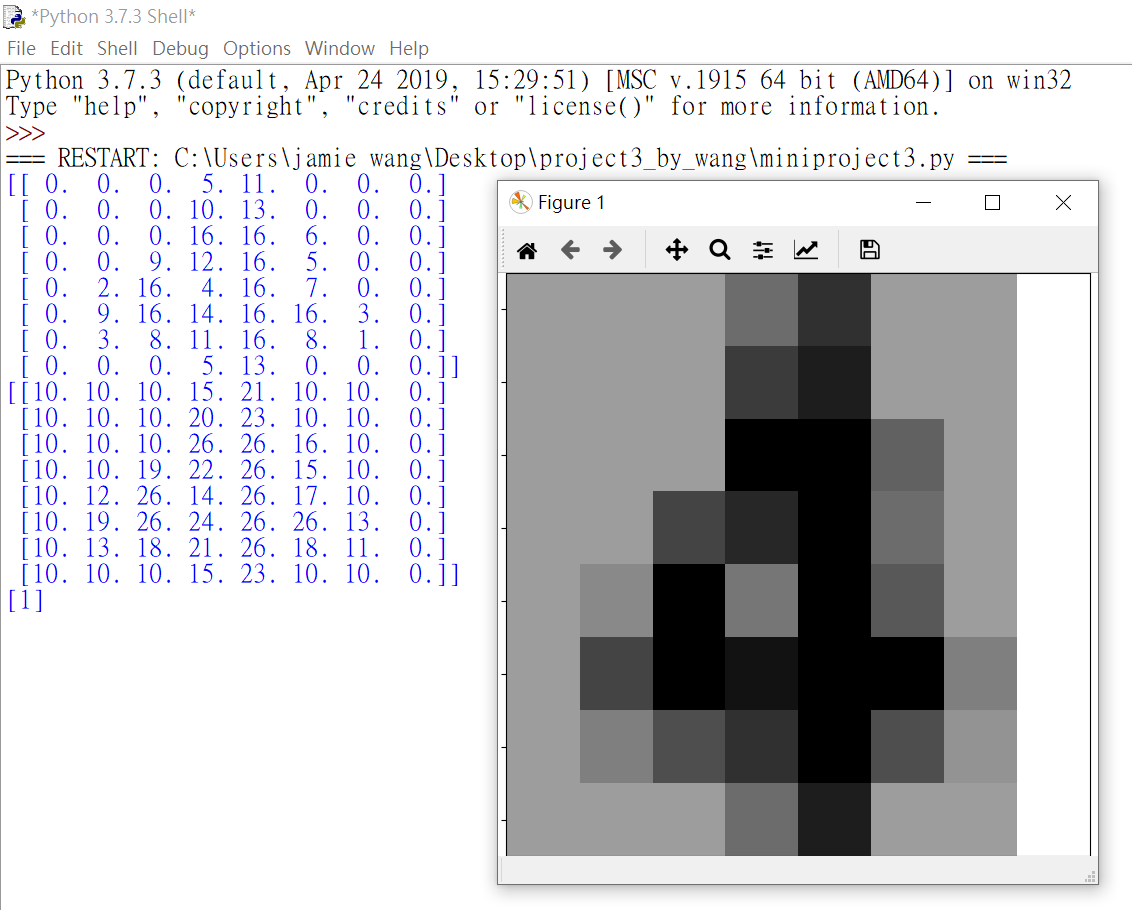 *Python 3.7.3 Shell*
File Edit Shell Debug Options Window Help
Python 3.7.3 (default, Apr 24 2019, 15:29:51) [MSC v.1915 64 bit (AMD64)] on win32
Type "help", "copyright", "credits" or "license()" for more information.
>>>
=== RESTART: C:\Users\jamie wang\Desktop\project3_by_wang\miniproject3.py ===
[[ 0.  0.  0.  5. 11.  0.  0.  0.]
 [ 0.  0.  0. 10. 13.  0.  0.  0.]
 [ 0.  0.  0. 16. 16.  6.  0.  0.]
 [ 0.  0.  9. 12. 16.  5.  0.  0.]
 [ 0.  2. 16.  4. 16.  7.  0.  0.]
 [ 0.  9. 16. 14. 16. 16.  3.  0.]
 [ 0.  3.  8. 11. 16.  8.  1.  0.]
 [ 0.  0.  0.  5. 13.  0.  0.  0.]]
[[10. 10. 10. 15. 21. 10. 10.  0.]
 [10. 10. 10. 20. 23. 10. 10.  0.]
 [10. 10. 10. 26. 26. 16. 10.  0.]
 [10. 10. 19. 22. 26. 15. 10.  0.]
 [10. 12. 26. 14. 26. 17. 10.  0.]
 [10. 19. 26. 24. 26. 26. 13.  0.]
 [10. 13. 18. 21. 26. 18. 11.  0.]
 [10. 10. 10. 15. 23. 10. 10.  0.]]
[1]
Figure 1